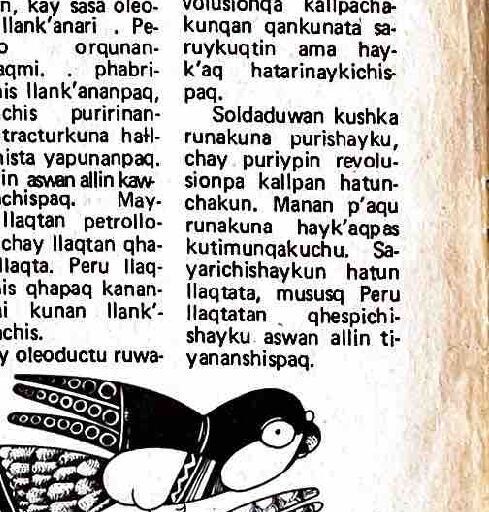 n, kay sasa oleo-
llank'anari . Pe-
o orqunan-
aqmi. . phabri-
is llank'ananpaq,
chis puririnan-
tracturkuna hall-
nista yapunanpaq.
in aswan allin kaw-
chispaq. May-
llaqtan petrollo-
chay llaqtan qha-
llaqta. Peru llaq-
is qhapaq kanan-
i kunan llank'-
chis.
y oleoductu ruwa-
volusionqa kallpacha-
kunqan qankunata sa-
ruykuqtin ama hay-
k'aq hatarinaykichis-
paq.
Soldaduwan kushka
runakuna purishayku,
chay puriypin revolu-
sionpa kallpan hatun-
chakun. Manan p'aqu
runakuna hayk'aqpas
kutimunqakuchu. Sa-
yarichishaykun hatun
llaqtata, mususq Peru
llaqtatan qhespichi-
shayku aswan allin ti-
yananshispaq.